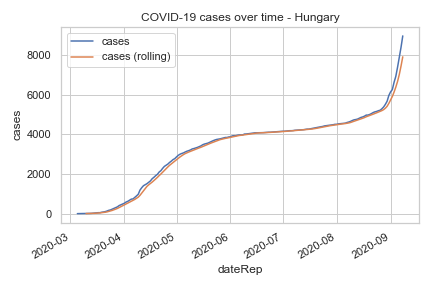 COVID-19 cases over time - Hungary
cases
cases (rolling)
8000
6000
4000
2000
0
cases
2020-03
2020-04
2020-05
2020-06
2020-07
2020-08
2020-09
dateRep